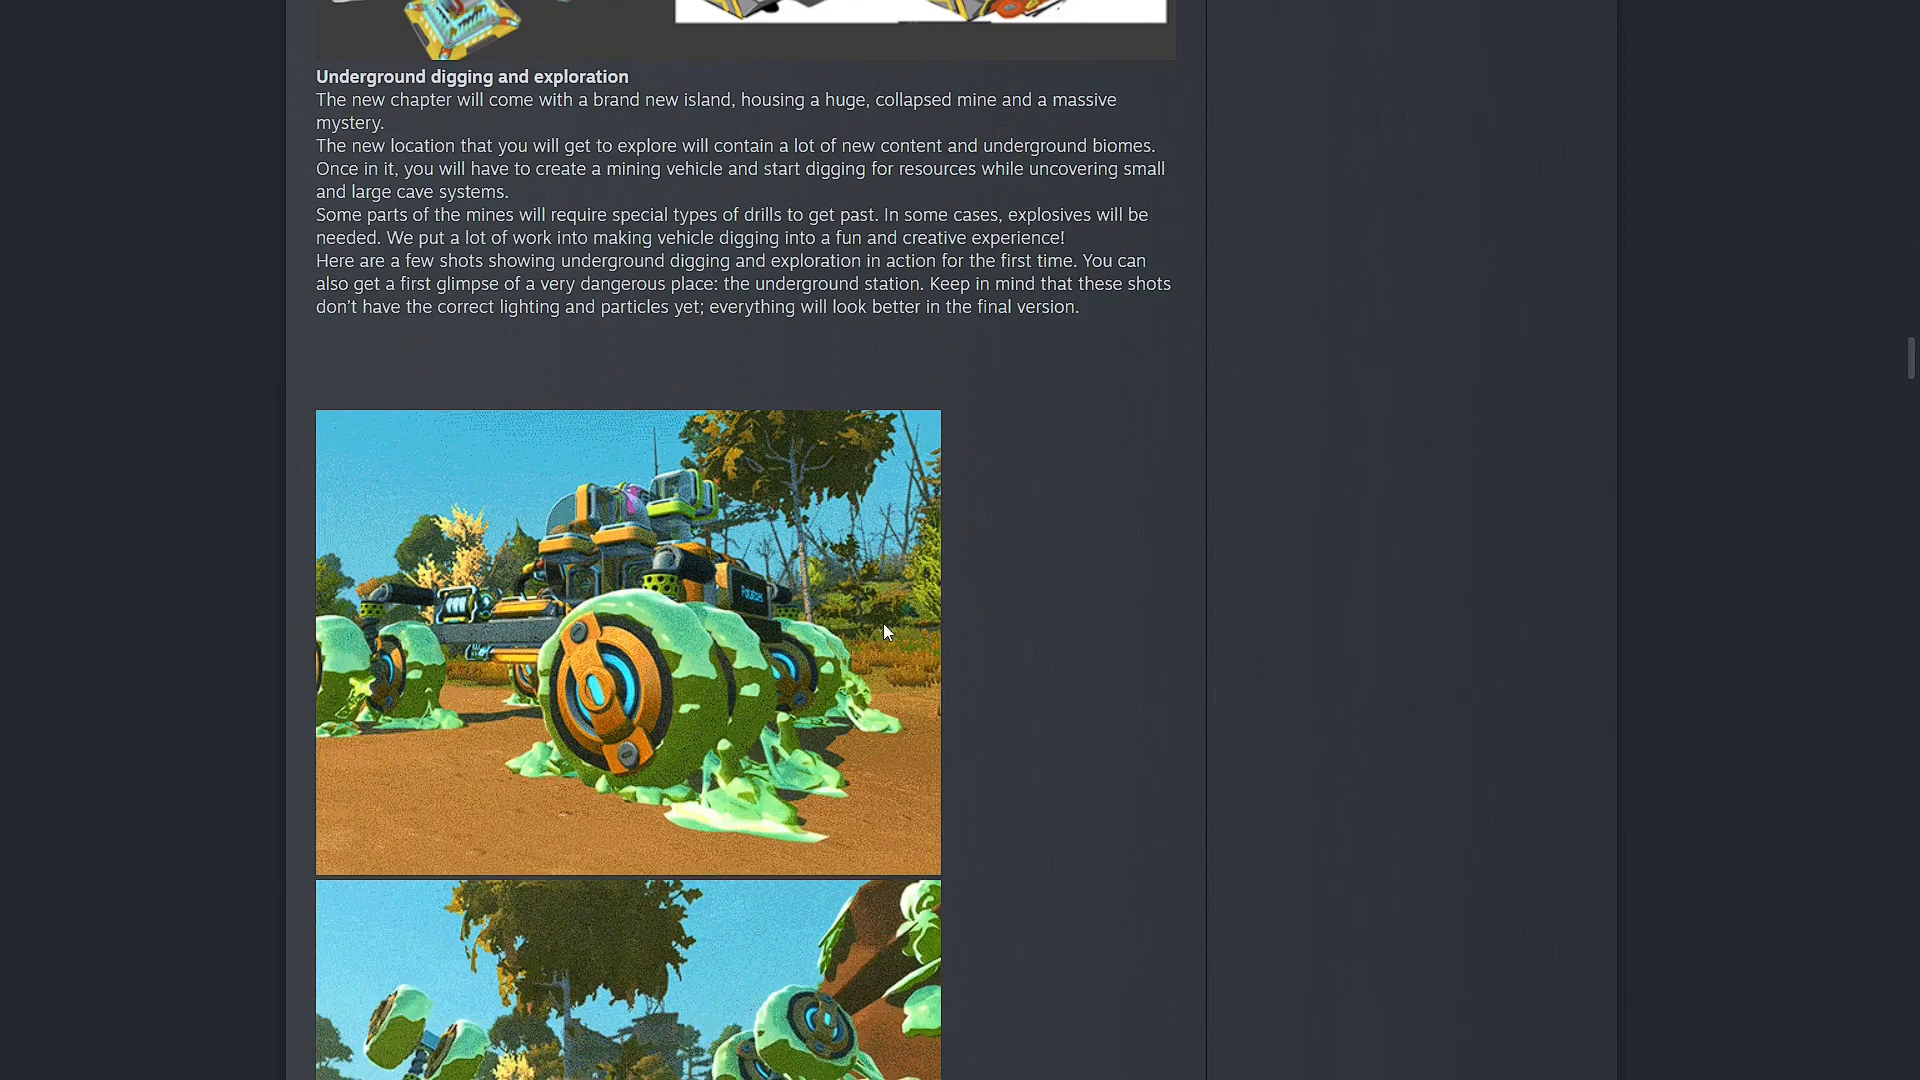 Underground digging and exploration
The new chapter will come with a brand new island, housing a huge, collapsed mine and a massive
mystery.
The new location that you will get to explore will contain a lot of new content and underground biomes.
Once in it, you will have to create a mining vehicle and start digging for resources while uncovering small
and large cave systems.
Some parts of the mines will require special types of drills to get past. In some cases, explosives will be
needed. We put a lot of work into making vehicle digging into a fun and creative experience!
Here are a few shots showing underground digging and exploration in action for the first time. You can
also get a first glimpse of a very dangerous place: the underground station. Keep in mind that these shots
don't have the correct lighting and particles yet; everything will look better in the final version.